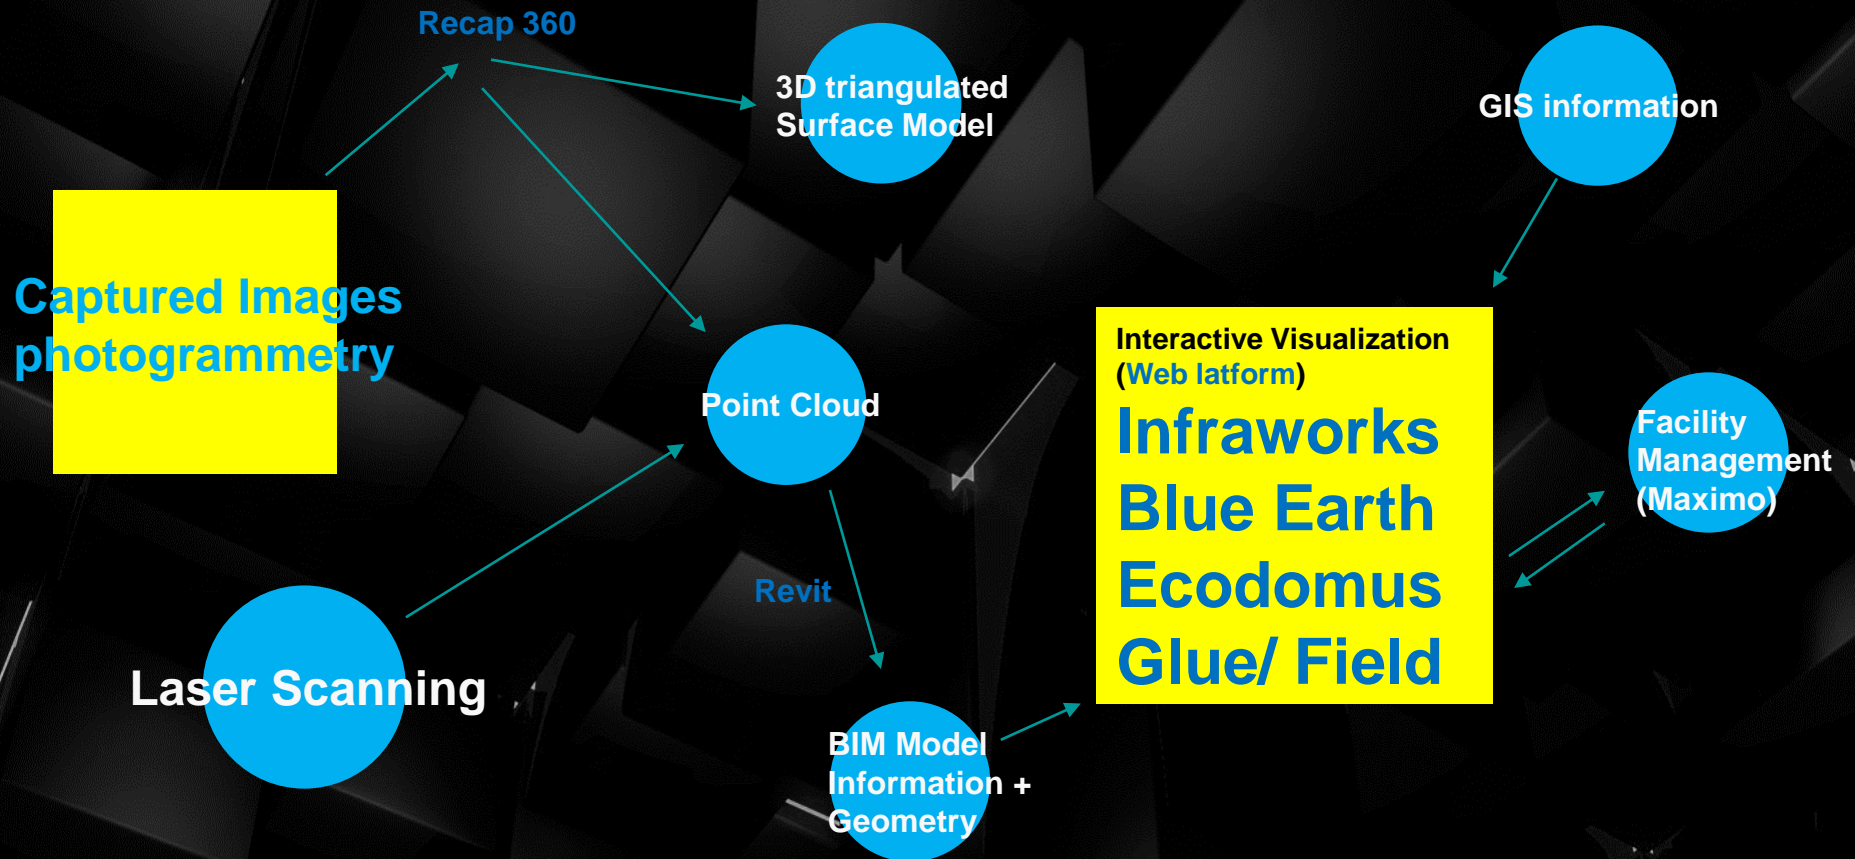 Recap 360
3D triangulated
Surface Model
GIS information
Captured Images
photogrammetry
Interactive Visualization
(Web latform)
Infraworks
Blue Earth
Ecodomus
Glue/ Field
Point Cloud
Facility
Management
(Maximo)
Revit
Laser Scanning
BIM Model
Information +
Geometry